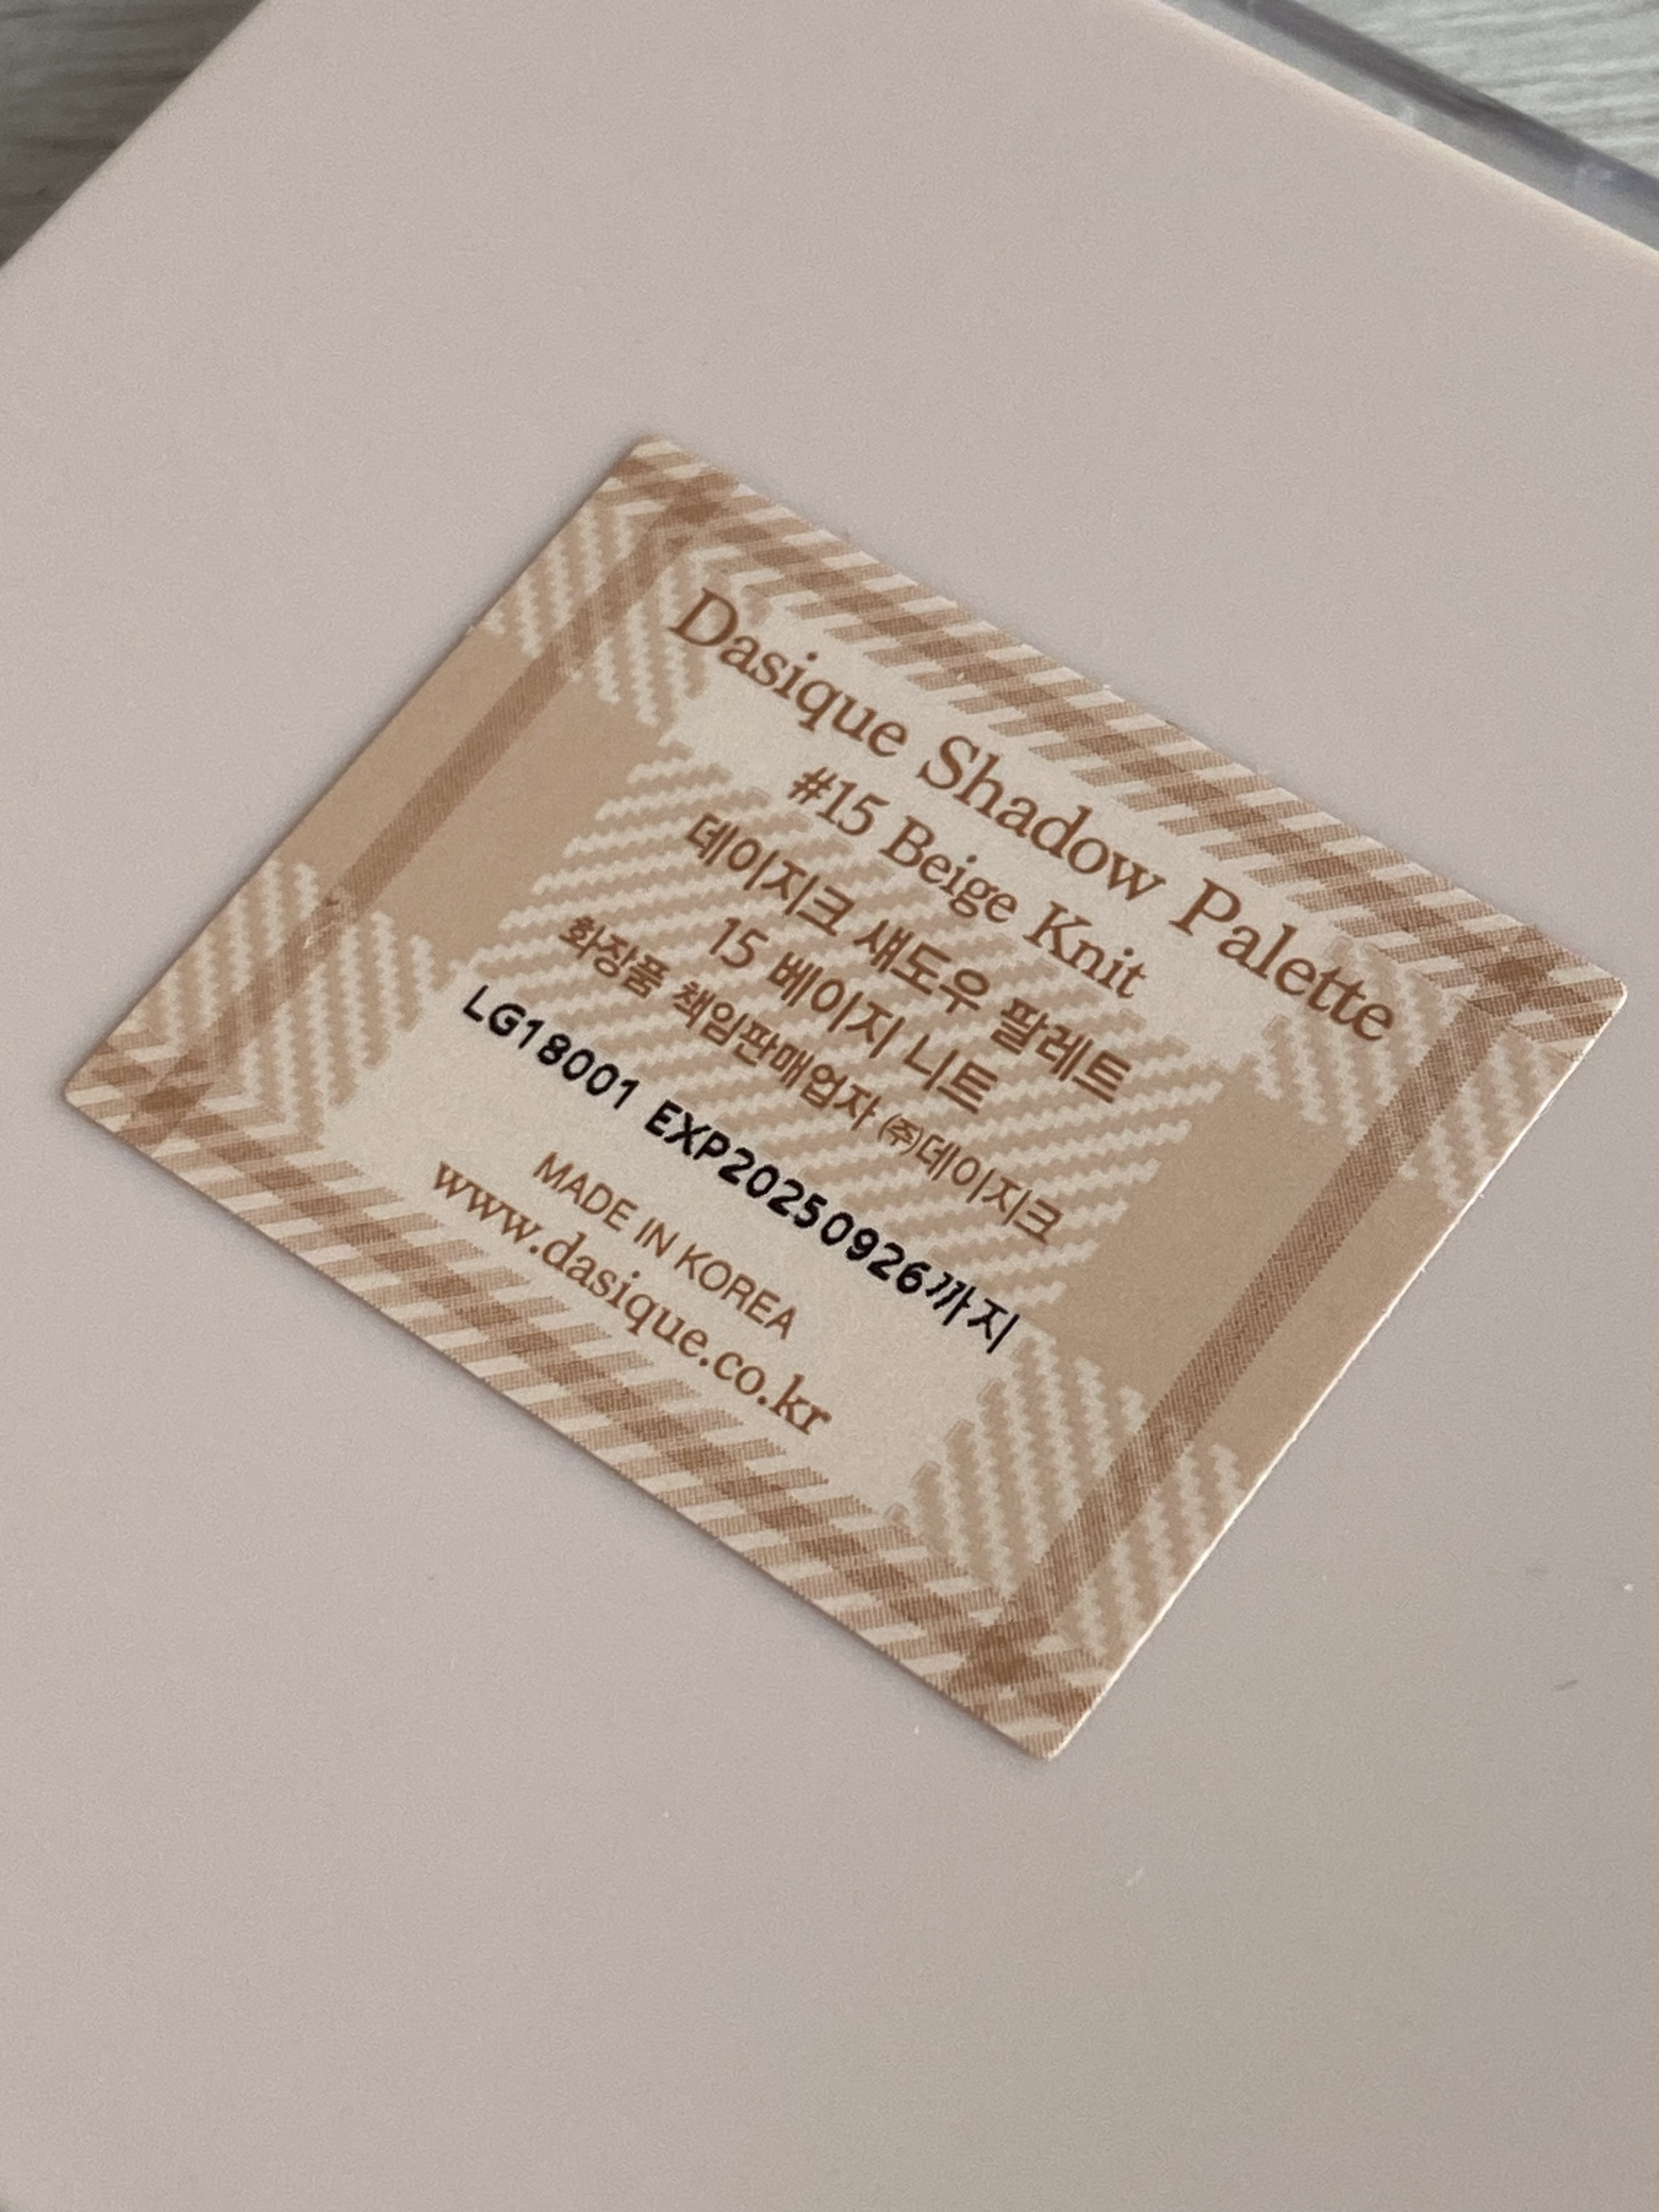 Dasique Shadow Palette
#15 Beige Knit
데이지크 섀도우 팔레트
15 베이지 니트
화장품 책임판매업자 ㈜데이지크
LG18001 EXP20250926까지
MADE IN KOREA
www.dasique.co.kr